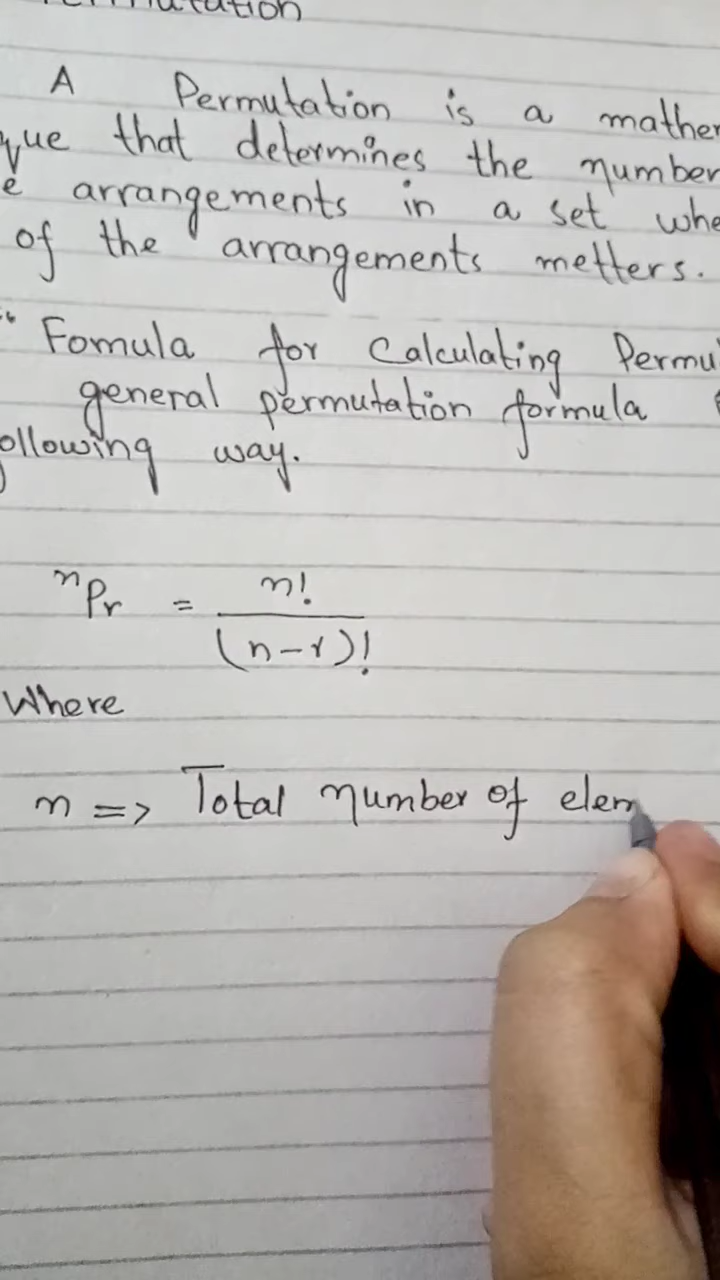 A Permutation is a mathem
que that determines the number
e arrangements in a set whe
of the arrangements metters.
Fomula for Calculating Permu
general permutation formula
ollowing way.
nPr = n! / (n-r)!
Where
n => Total number of elem